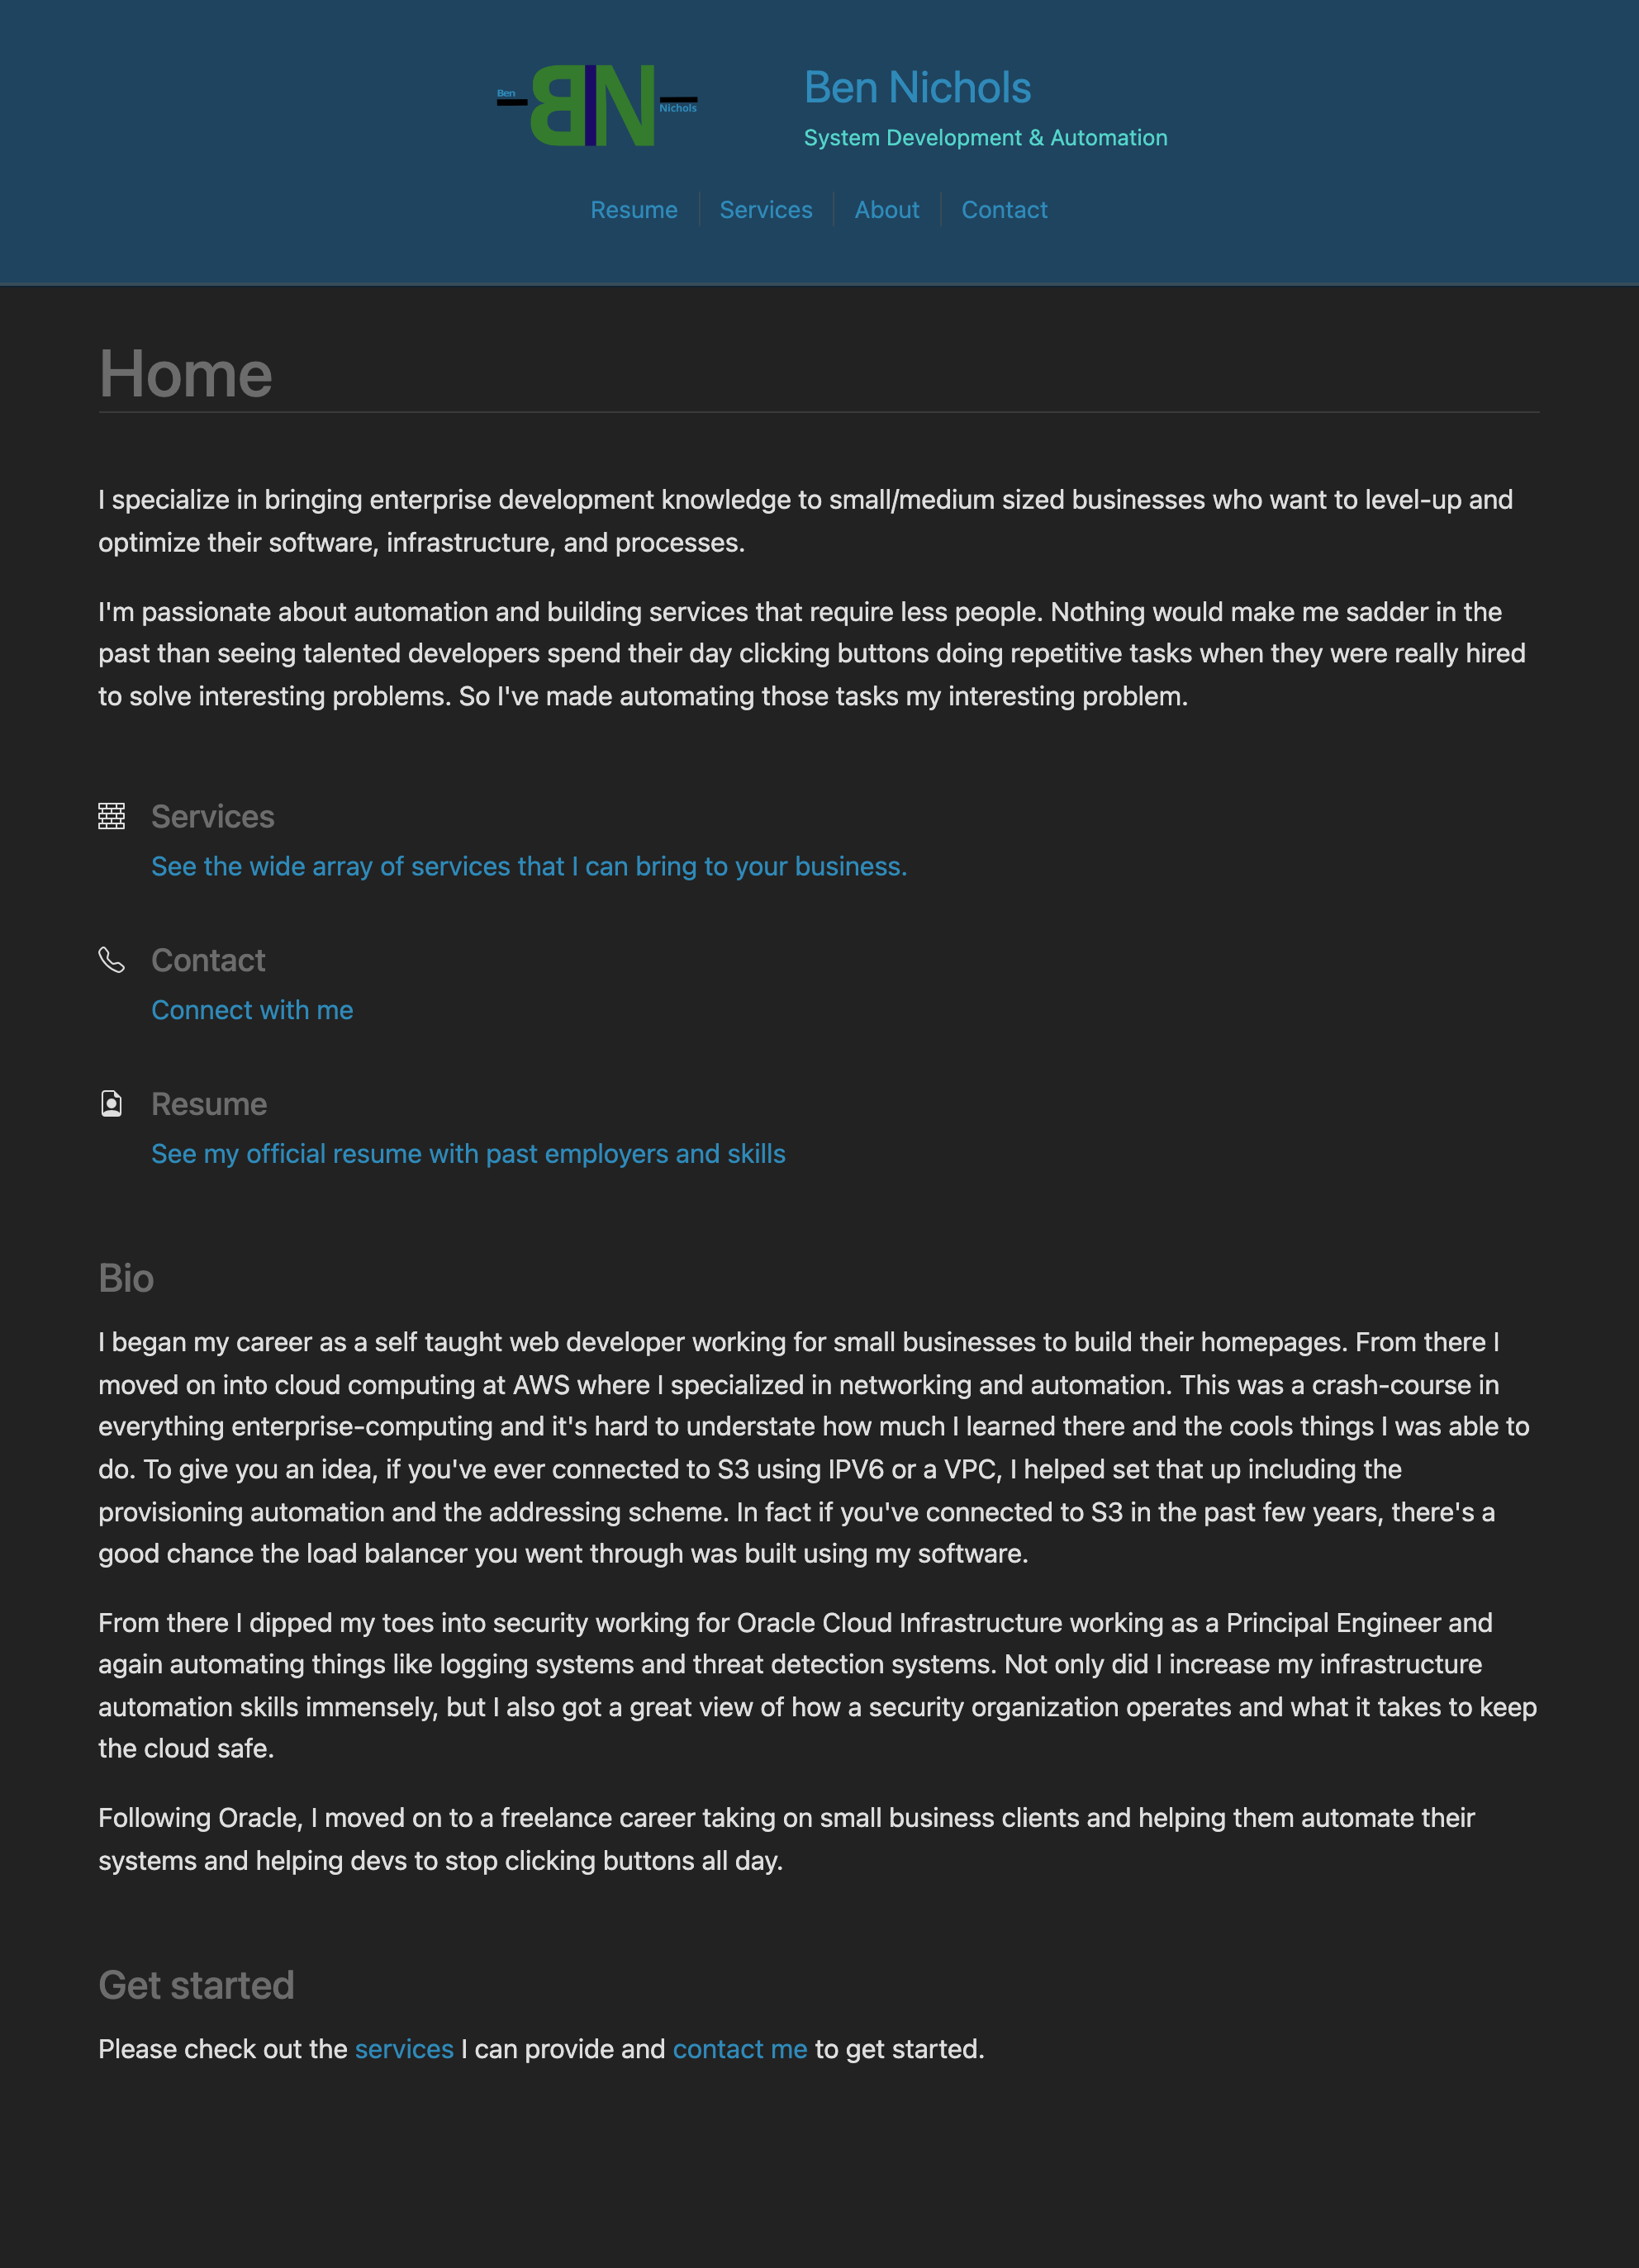 Ben
BN
Nichols
Ben Nichols
System Development & Automation
Resume
Services
About
Contact
Home
I specialize in bringing enterprise development knowledge to small/medium sized businesses who want to level-up and
optimize their software, infrastructure, and processes.
I'm passionate about automation and building services that require less people. Nothing would make me sadder in the
past than seeing talented developers spend their day clicking buttons doing repetitive tasks when they were really hired
to solve interesting problems. So I've made automating those tasks my interesting problem.
Services
See the wide array of services that I can bring to your business.
Contact
Connect with me
Resume
See my official resume with past employers and skills
Bio
I began my career as a self taught web developer working for small businesses to build their homepages. From there I
moved on into cloud computing at AWS where I specialized in networking and automation. This was a crash-course in
everything enterprise-computing and it's hard to understate how much I learned there and the cools things I was able to
do. To give you an idea, if you've ever connected to S3 using IPV6 or a VPC, I helped set that up including the
provisioning automation and the addressing scheme. In fact if you've connected to S3 in the past few years, there's a
good chance the load balancer you went through was built using my software.
From there I dipped my toes into security working for Oracle Cloud Infrastructure working as a Principal Engineer and
again automating things like logging systems and threat detection systems. Not only did I increase my infrastructure
automation skills immensely, but I also got a great view of how a security organization operates and what it takes to keep
the cloud safe.
Following Oracle, I moved on to a freelance career taking on small business clients and helping them automate their
systems and helping devs to stop clicking buttons all day.
Get started
Please check out the services I can provide and contact me to get started.